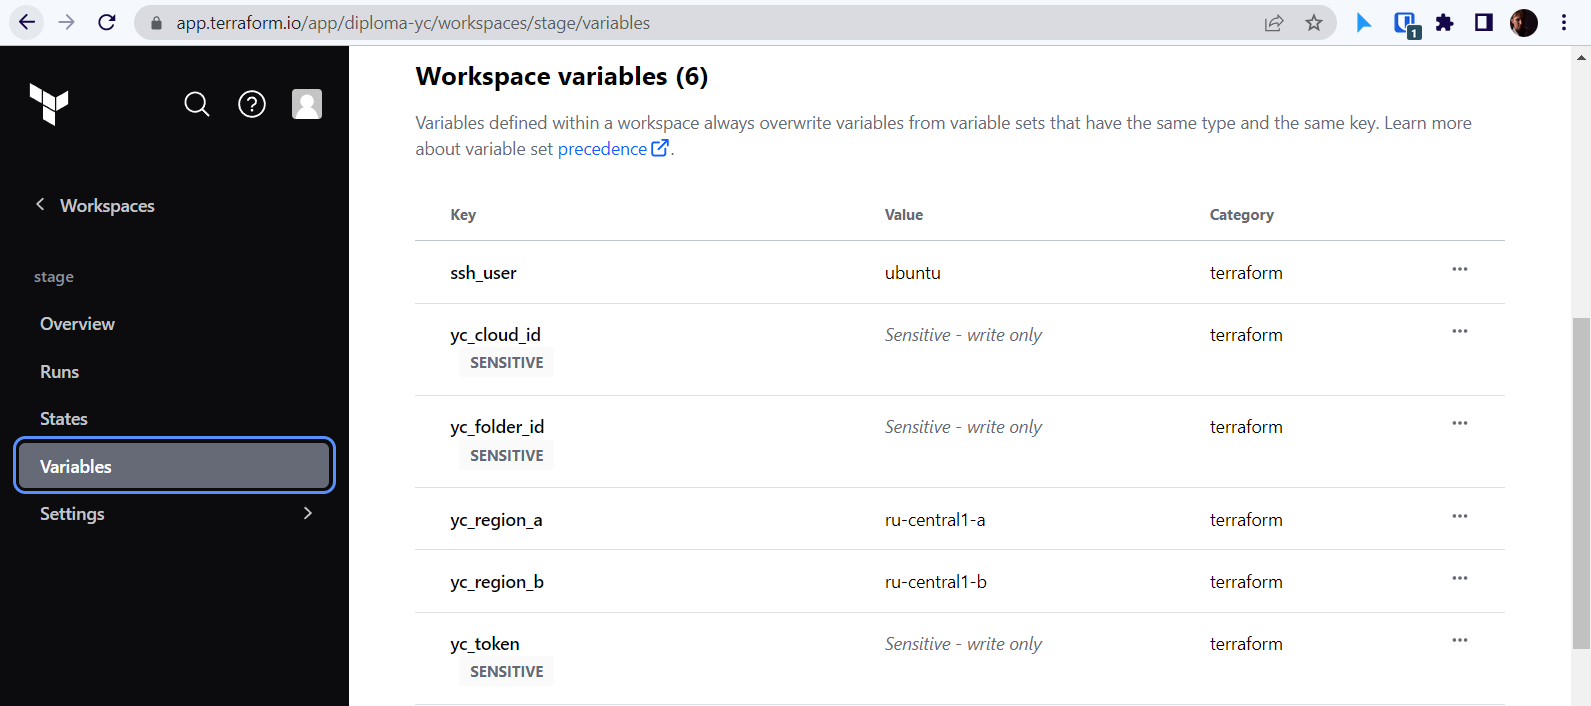 app.terraform.io/app/diploma-yc/workspaces/stage/variables
1
Workspaces
stage
Overview
Runs
States
Variables
Settings
Workspace variables (6)
Variables defined within a workspace always overwrite variables from variable sets that have the same type and the same key. Learn more
about variable set precedence.
Key Value Category
ssh_user ubuntu terraform
yc_cloud_id Sensitive - write only terraform
SENSITIVE
yc_folder_id Sensitive - write only terraform
SENSITIVE
yc_region_a ru-central1-a terraform
yc_region_b ru-central1-b terraform
yc_token Sensitive - write only terraform
SENSITIVE